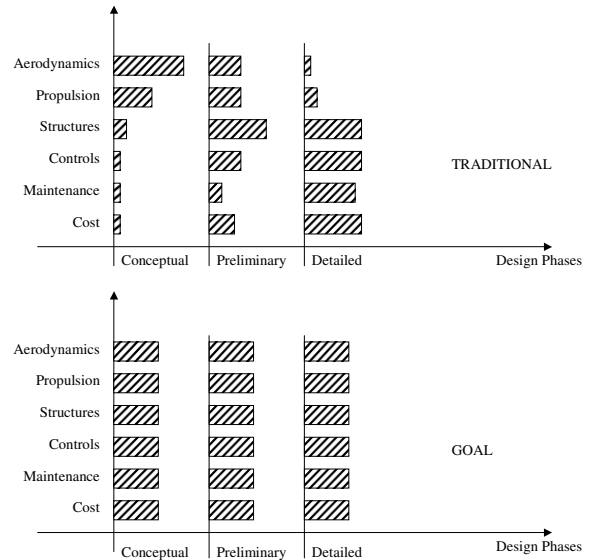 Aerodynamics
Propulsion
Structures
Controls
TRADITIONAL
Maintenance
Cost
Conceptual Preliminary Detailed Design Phases
Aerodynamics
Propulsion
Structures
Controls
GOAL
Maintenance
Cost
Conceptual Preliminary Detailed Design Phases